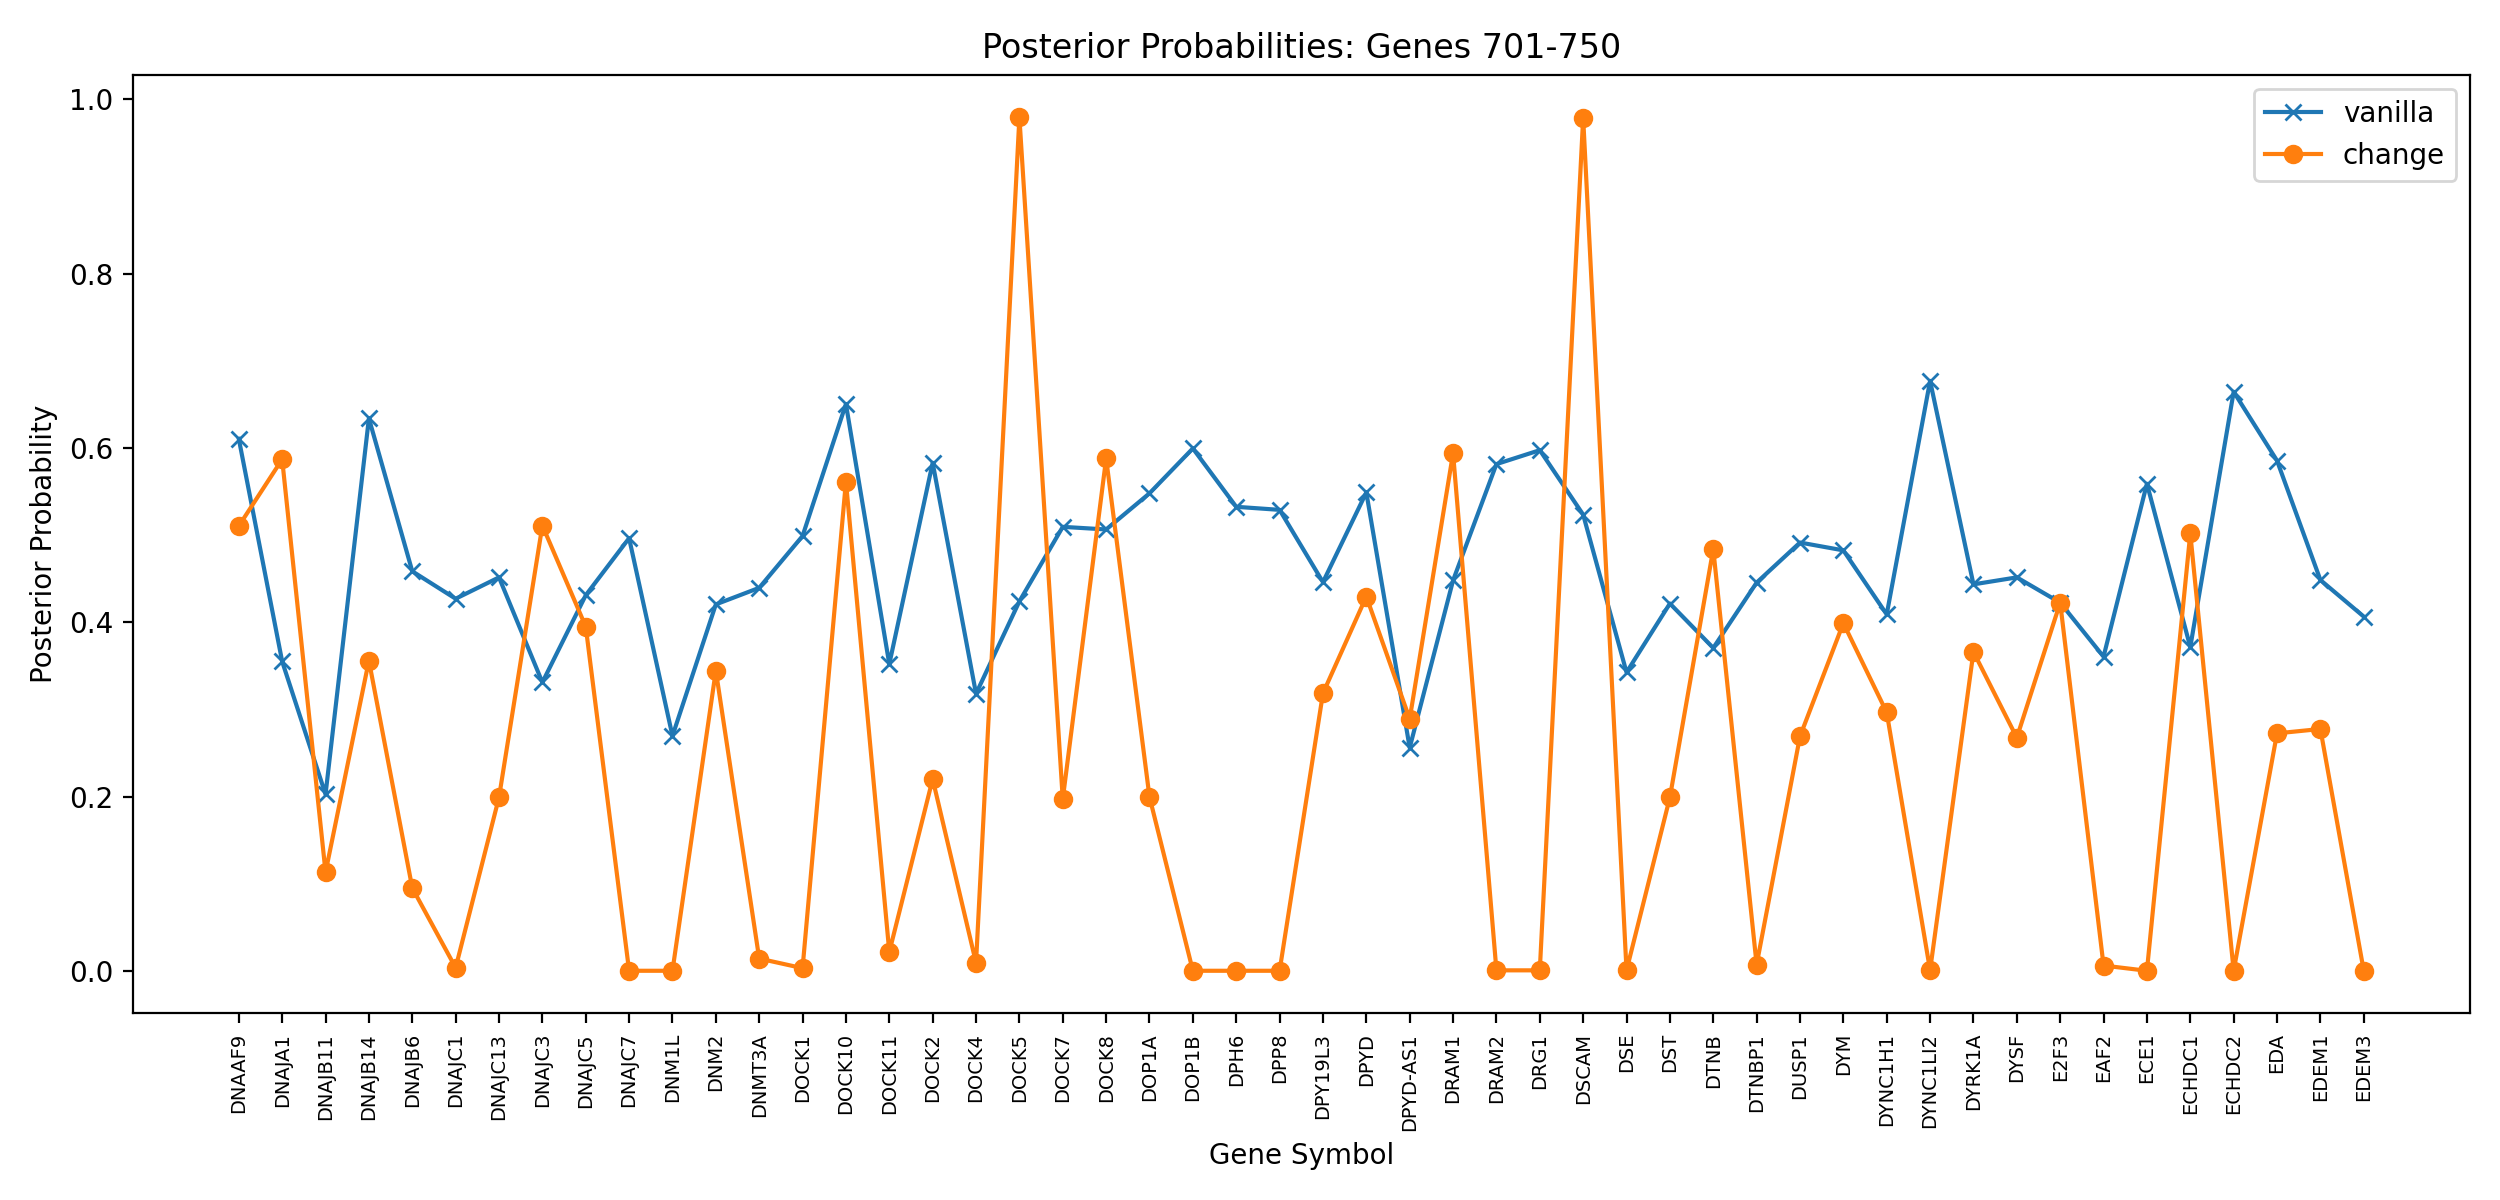 Posterior Probabilities: Genes 701-750
vanilla
change
Posterior Probability
1.0
0.8
0.6
0.4
0.2
0.0
DNAAF9
DNAJA1
DNAJB11
DNAJB14
DNAJB6
DNAJC1
DNAJC13
DNAJC3
DNAJC5
DNAJC7
DNM1L
DNM2
DNMT3A
DOCK1
DOCK10
DOCK11
DOCK2
DOCK4
DOCK5
DOCK7
DOCK8
DOP1A
DOP1B
DPH6
DPP8
DPY19L3
DPYD
DPYD-AS1
DRAM1
DRAM2
DRG1
DSCAM
DSE
DST
DTNB
DTNBP1
DUSP1
DYM
DYNC1H1
DYNC1LI2
DYRK1A
DYSF
E2F3
EAF2
ECE1
ECHDC1
ECHDC2
EDA
EDEM1
EDEM3
Gene Symbol